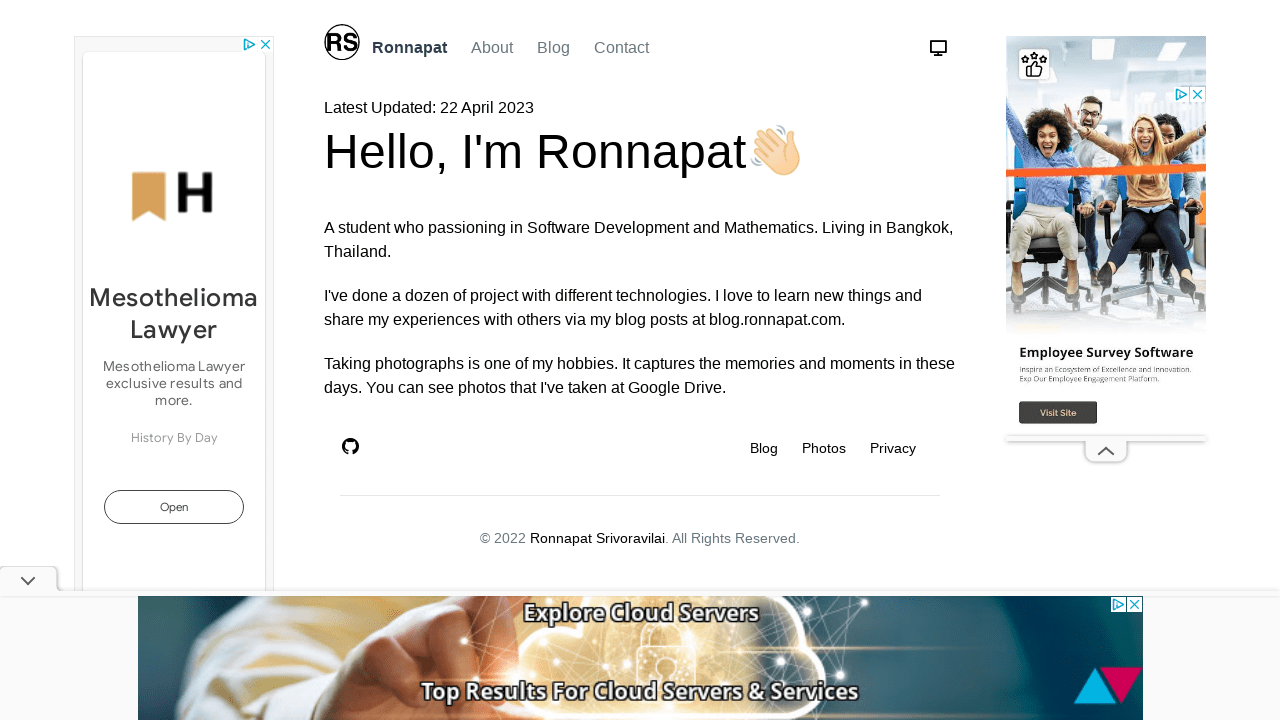 RS Ronnapat About Blog Contact
Latest Updated: 22 April 2023
Hello, I'm Ronnapat👋🏻
A student who passioning in Software Development and Mathematics. Living in Bangkok,
Thailand.
I've done a dozen of project with different technologies. I love to learn new things and
share my experiences with others via my blog posts at blog.ronnapat.com.
Taking photographs is one of my hobbies. It captures the memories and moments in these
days. You can see photos that I've taken at Google Drive.
Blog Photos Privacy
© 2022 Ronnapat Srivoravilai. All Rights Reserved.
H
Mesothelioma
Lawyer
Mesothelioma Lawyer
exclusive results and
more.
History By Day
Open
Employee Survey Software
Inspire an Ecosystem of Excellence and Innovation.
Exp Our Employee Engagement Platform.
Visit Site
Explore Cloud Servers
Top Results For Cloud Servers & Services